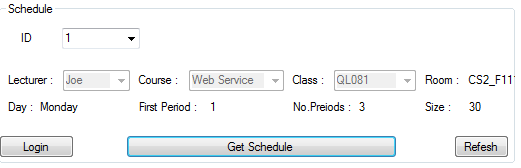 Schedule
ID 1
Lecturer : Joe Course : Web Service Class : QL081 Room : CS2_F11
Day : Monday First Period : 1 No.Preiods : 3 Size : 30
Login Get Schedule Refesh